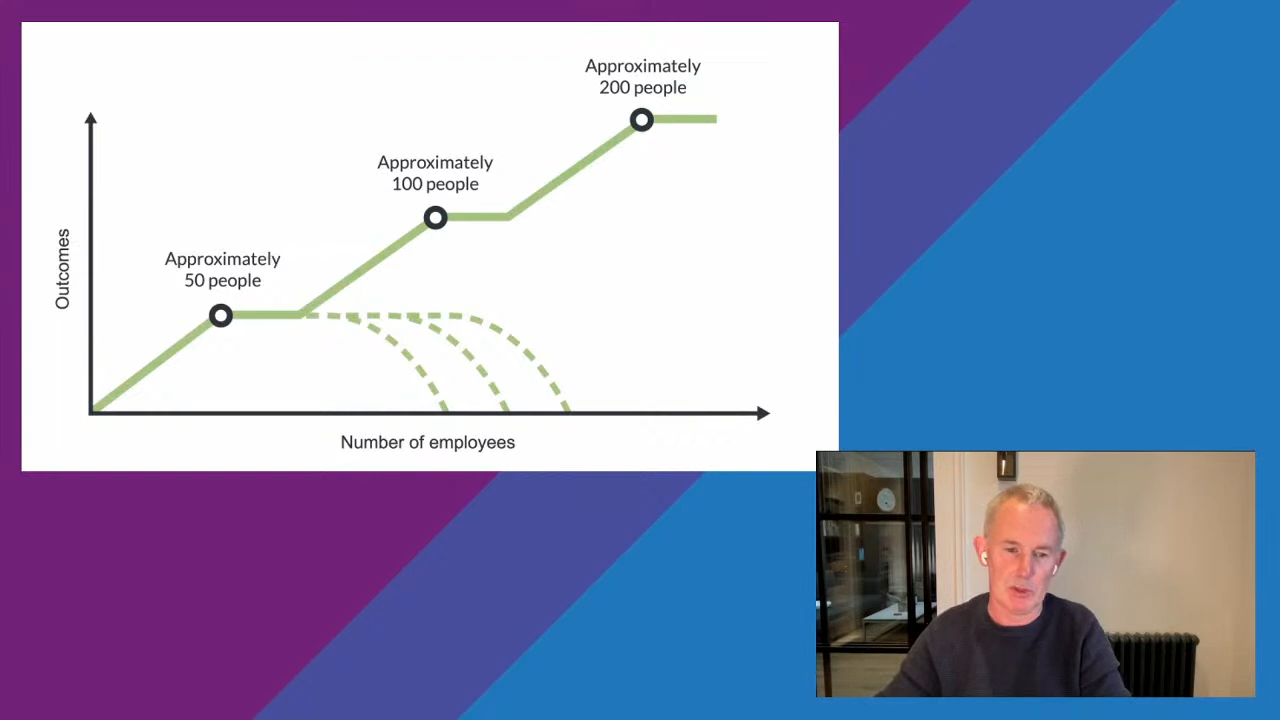 Approximately
200 people
Approximately
100 people
Approximately
50 people
Outcomes
Number of employees